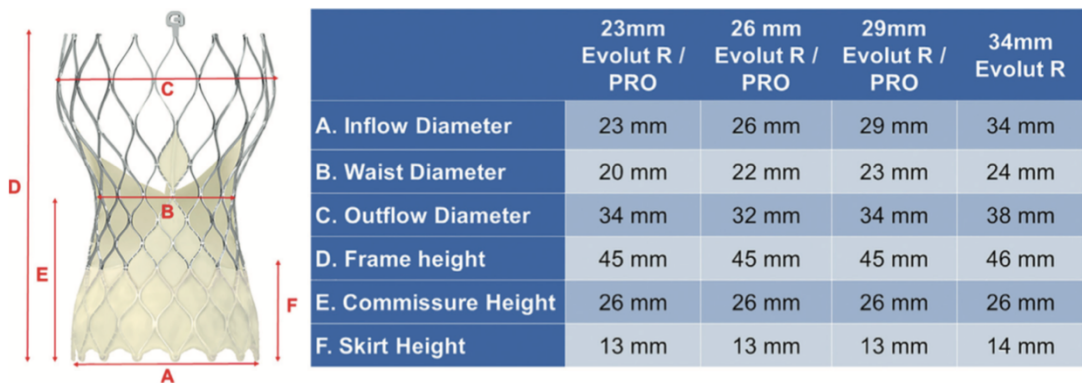 C
D
B
E
F
A
23mm Evolut R / PRO
26 mm Evolut R / PRO
29mm Evolut R / PRO
34mm Evolut R
A. Inflow Diameter 23 mm 26 mm 29 mm 34 mm
B. Waist Diameter 20 mm 22 mm 23 mm 24 mm
C. Outflow Diameter 34 mm 32 mm 34 mm 38 mm
D. Frame height 45 mm 45 mm 45 mm 46 mm
E. Commissure Height 26 mm 26 mm 26 mm 26 mm
F. Skirt Height 13 mm 13 mm 13 mm 14 mm